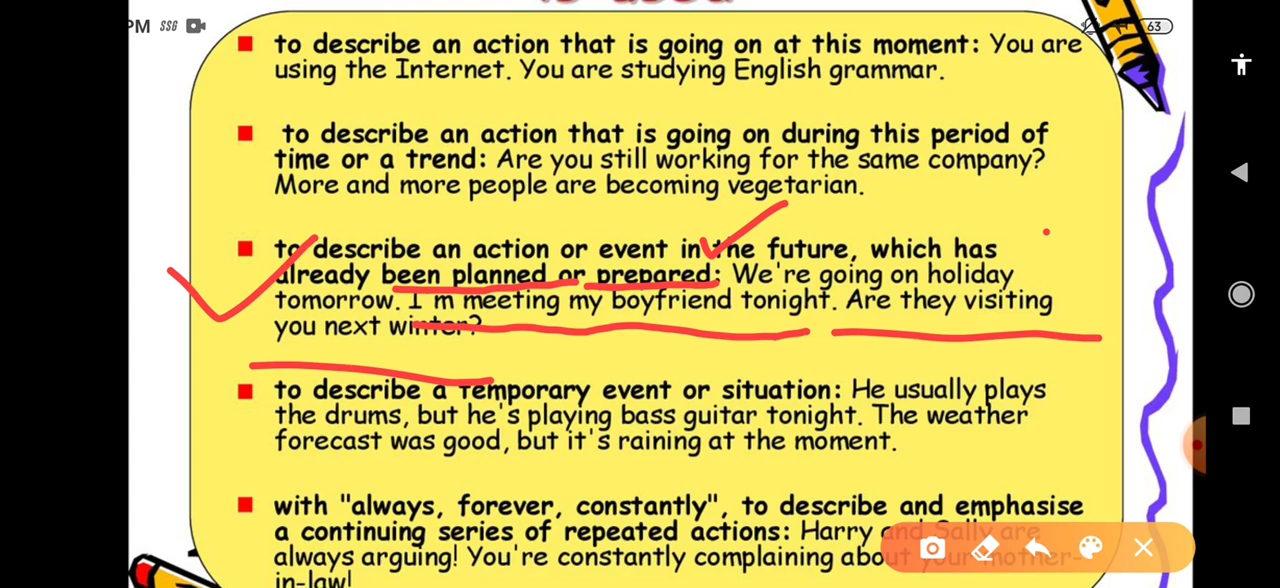 is used
PM SSG 63
to describe an action that is going on at this moment: You are
using the Internet. You are studying English grammar.
to describe an action that is going on during this period of
time or a trend: Are you still working for the same company?
More and more people are becoming vegetarian.
to describe an action or event in the future, which has
already been planned or prepared: We're going on holiday
tomorrow. I'm meeting my boyfriend tonight. Are they visiting
you next winter?
to describe a temporary event or situation: He usually plays
the drums, but he's playing bass guitar tonight. The weather
forecast was good, but it's raining at the moment.
with "always, forever, constantly", to describe and emphasise
a continuing series of repeated actions: Harry and Sally are
always arguing! You're constantly complaining about your mother-
in-law!